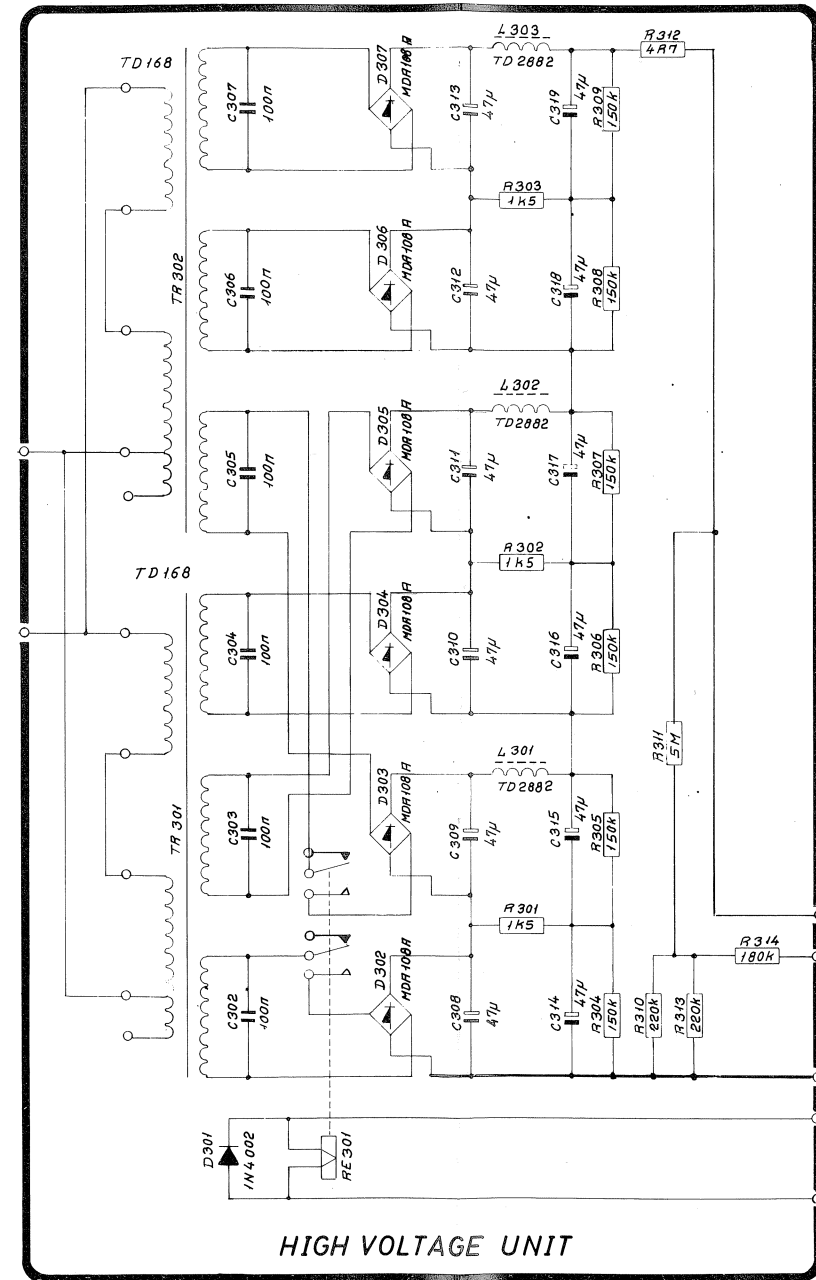 L303
TD2882
R312
4R7
TD168
C307
100n
D307
MDA108A
C313
47µ
C319
47µ
R309
150k
R303
1k5
TR302
C306
100n
D306
MDA108A
C312
47µ
C318
47µ
R308
150k
L302
TD2882
C305
100n
D305
MDA108A
C311
47µ
C317
47µ
R307
150k
R302
1k5
TD168
C304
100n
D304
MDA108A
C310
47µ
C316
47µ
R306
150k
R311
5M
L301
TD2882
TR301
C303
100n
D303
MDA108A
C309
47µ
C315
47µ
R305
150k
R301
1k5
R314
180k
C302
100n
D302
MDA108A
C308
47µ
C314
47µ
R304
150k
R310
220k
R313
220k
D301
1N4002
RE301
HIGH VOLTAGE UNIT